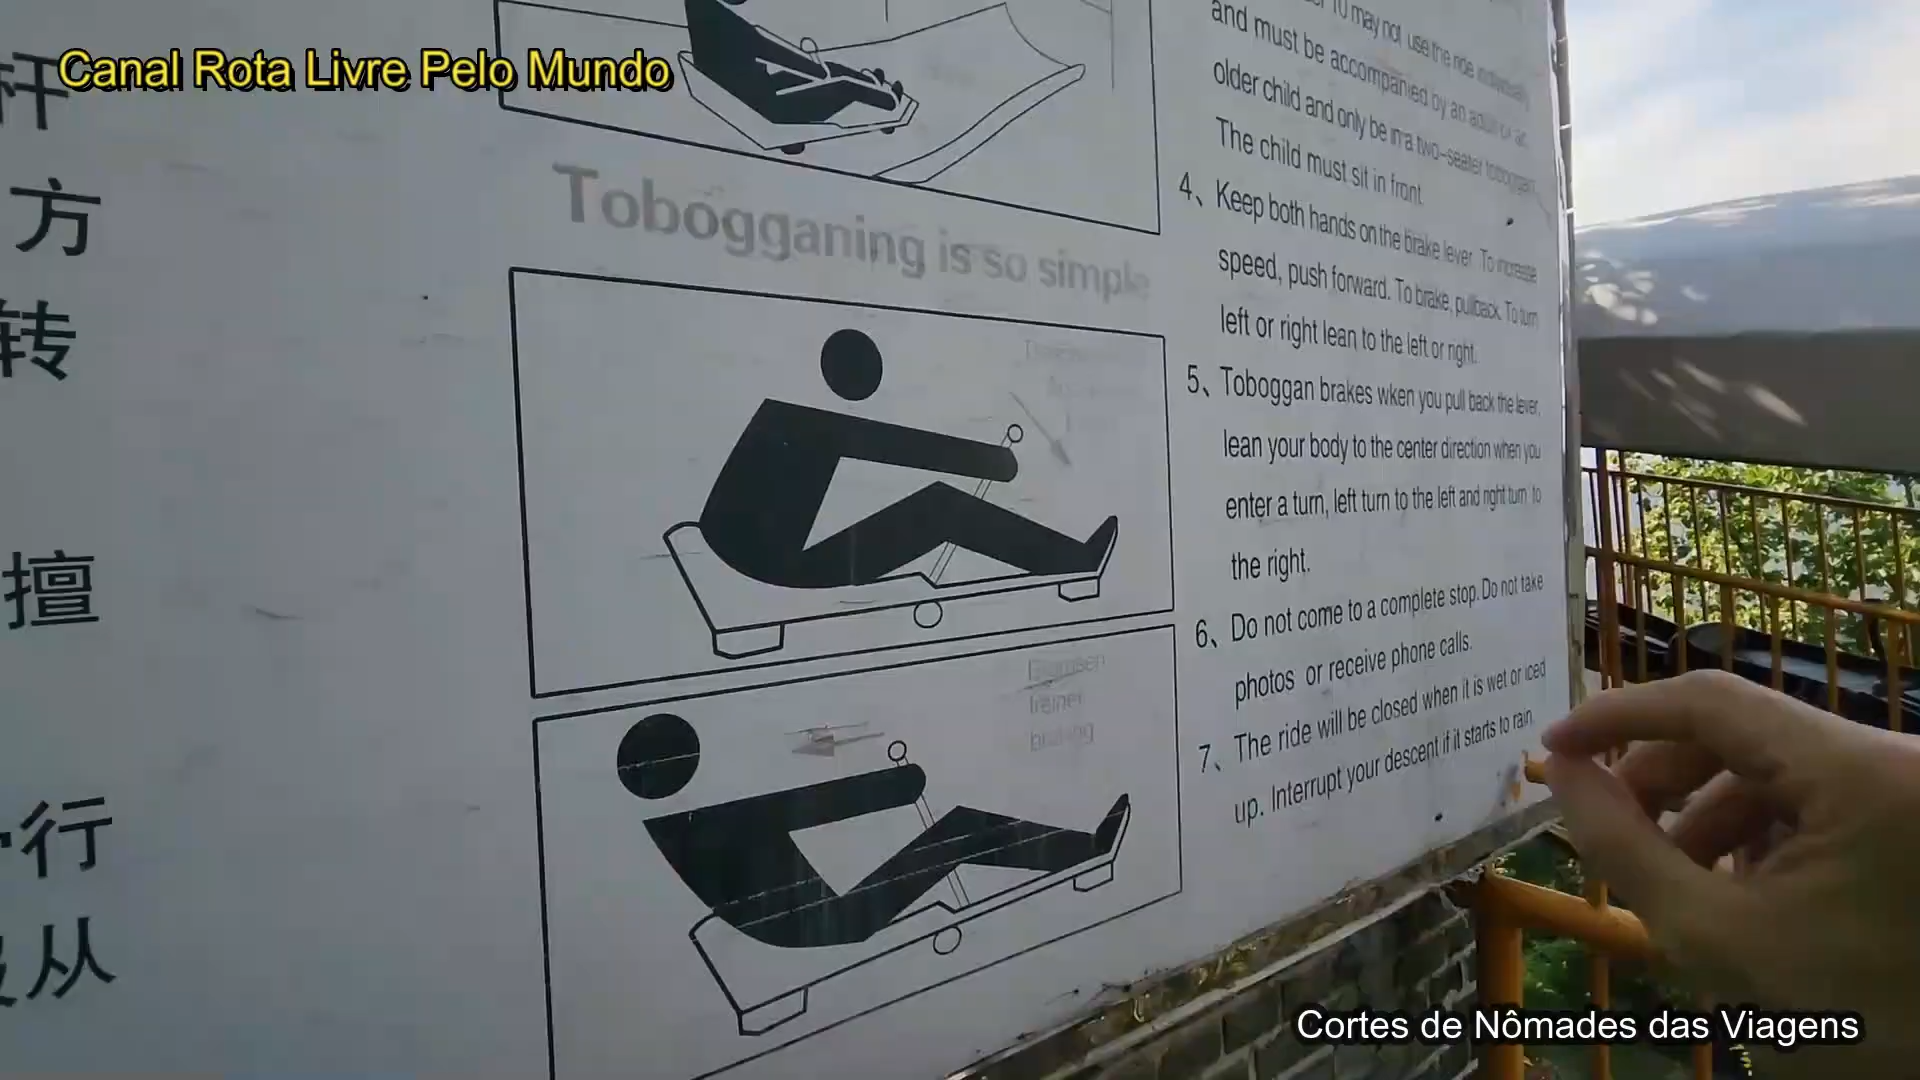 Canal Rota Livre Pelo Mundo
杆
方
转
擅
行
从
Tobogganing is so simple
10 may not use the ride individually
and must be accompanied by an
older child and only be in a two-seater toboggan.
The child must sit in front.
4、Keep both hands on the brake lever. To increase
speed, push forward. To brake, pullback. To turn
left or right lean to the left or right.
5、Toboggan brakes wken you pull back the lever,
lean your body to the center direction when you
enter a turn, left turn to the left and right turn to
the right.
6、Do not come to a complete stop. Do not take
photos or receive phone calls.
7、The ride will be closed when it is wet or iced
up. Interrupt your descent if it starts to rain.
Cortes de Nômades das Viagens